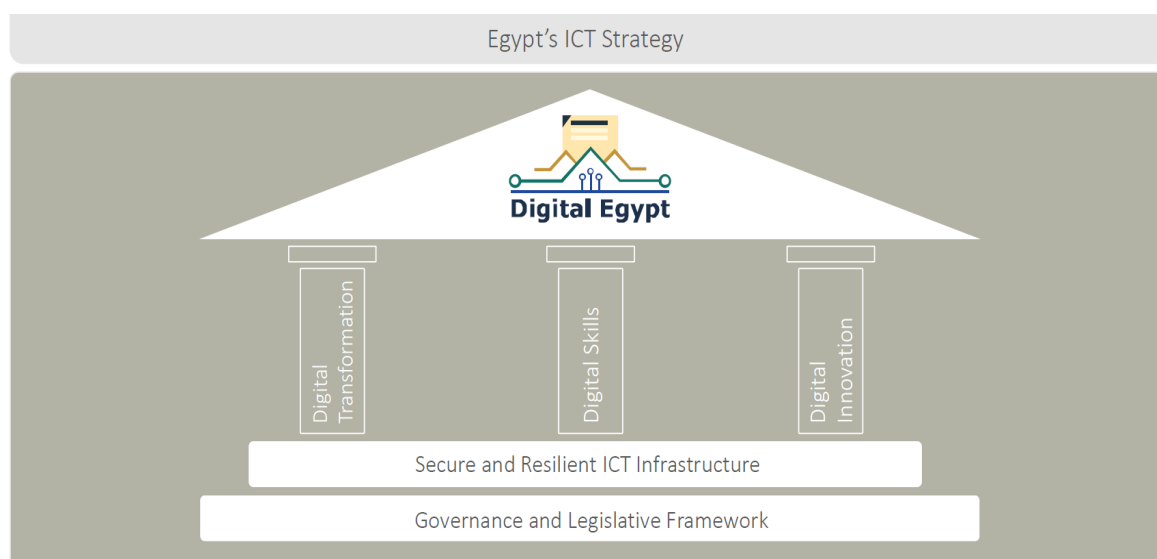 Egypt’s ICT Strategy
Digital Egypt
Digital
Transformation
Digital Skills
Digital
Innovation
Secure and Resilient ICT Infrastructure
Governance and Legislative Framework